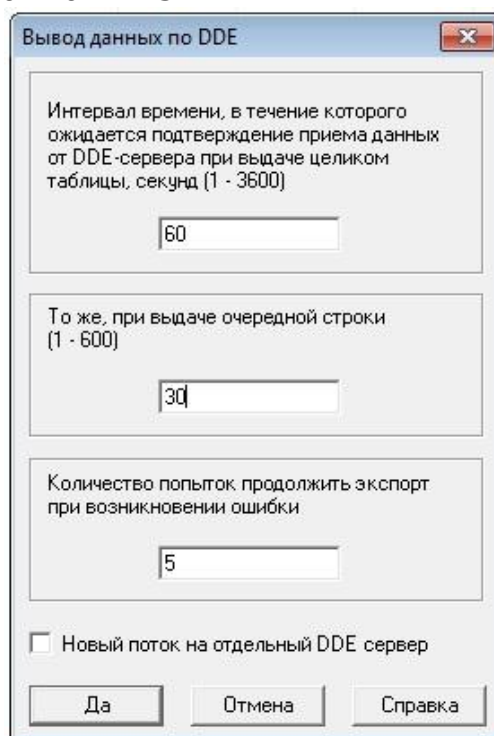 Вывод данных по DDE
Интервал времени, в течение которого
ожидается подтверждение приема данных
от DDE-сервера при выдаче целиком
таблицы, секунд (1 - 3600)
60
То же, при выдаче очередной строки
(1 - 600)
30
Количество попыток продолжить экспорт
при возникновении ошибки
5
Новый поток на отдельный DDE сервер
Да Отмена Справка